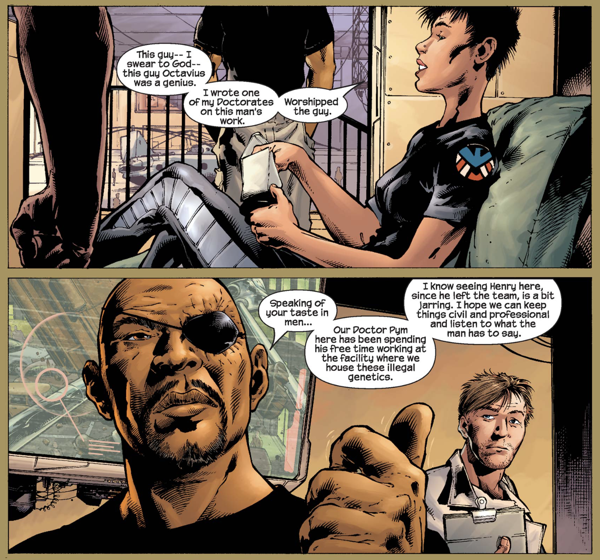 This guy-- I
swear to God--
this guy Octavius
was a genius.
I wrote one
of my Doctorates
on this man's
work.
Worshipped
the guy.
Speaking of
your taste in
men...
Our Doctor Pym
here has been spending
his free time working at
the facility where we
house these illegal
genetics.
I know seeing Henry here,
since he left the team, is a bit
jarring. I hope we can keep
things civil and professional
and listen to what the
man has to say.